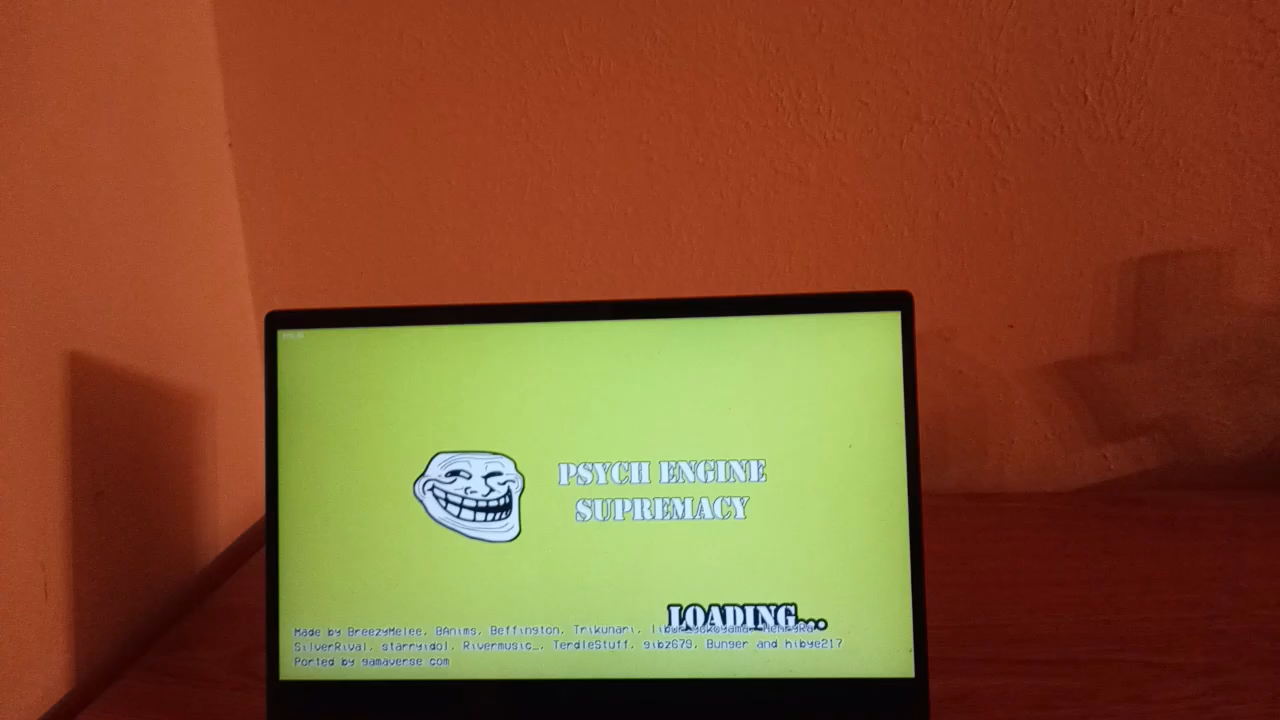 PSYCH ENGINE
SUPREMACY
LOADING...
Made by BreezyMelee, BAnims, Beffington, Trikunari,
SilverRival, starryidol, Rivermusic_, TerdleStuff, gibz679, Bunger and hibye217
Ported by gamaverse com